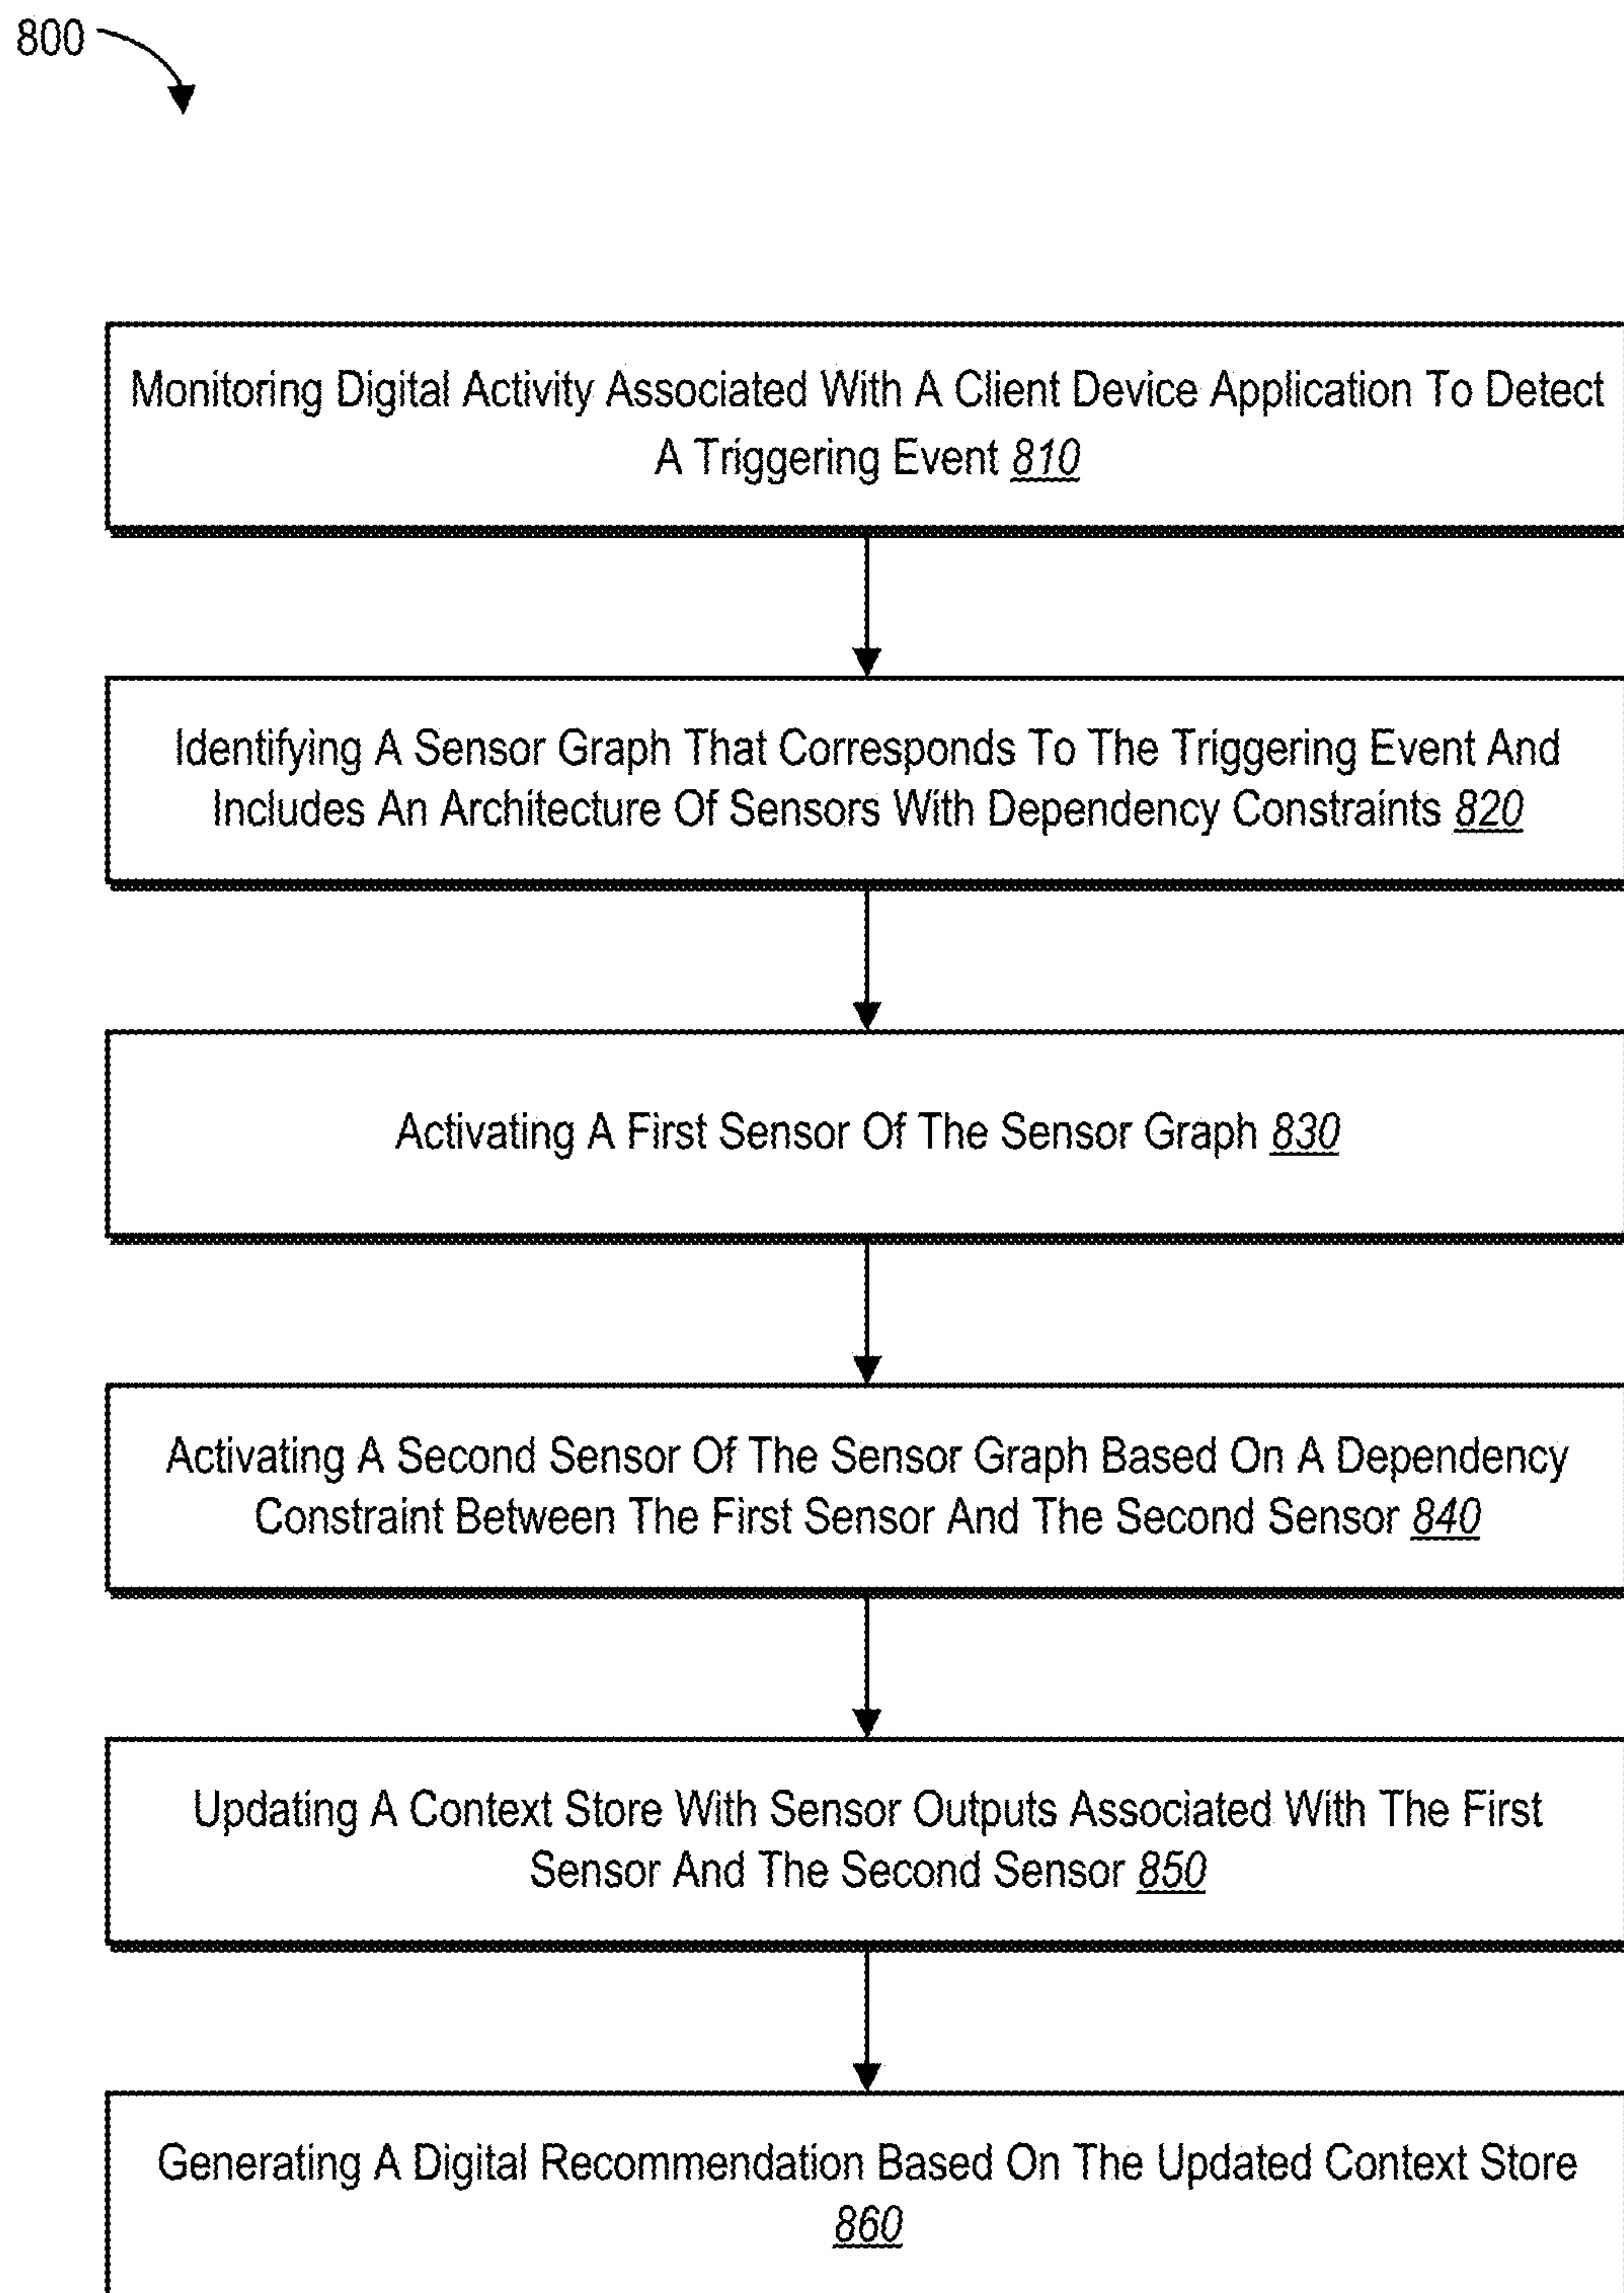 800
Monitoring Digital Activity Associated With A Client Device Application To Detect
A Triggering Event 810
Identifying A Sensor Graph That Corresponds To The Triggering Event And
Includes An Architecture Of Sensors With Dependency Constraints 820
Activating A First Sensor Of The Sensor Graph 830
Activating A Second Sensor Of The Sensor Graph Based On A Dependency
Constraint Between The First Sensor And The Second Sensor 840
Updating A Context Store With Sensor Outputs Associated With The First
Sensor And The Second Sensor 850
Generating A Digital Recommendation Based On The Updated Context Store
860